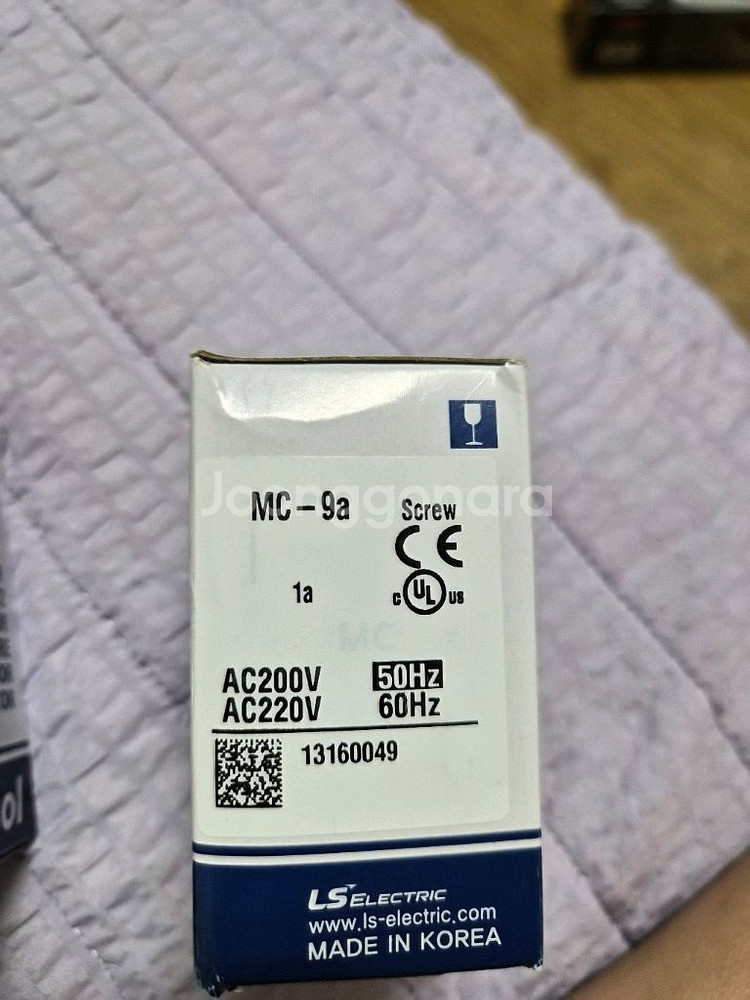 Joonggonara
MC-9a Screw
CE
1a c UL us
MC
AC200V 50Hz
AC220V 60Hz
13160049
LS ELECTRIC
www.ls-electric.com
MADE IN KOREA
ol